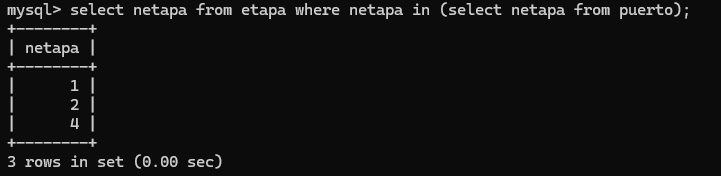 mysql> select netapa from etapa where netapa in (select netapa from puerto);
+--------+
| netapa |
+--------+
|      1 |
|      2 |
|      4 |
+--------+
3 rows in set (0.00 sec)